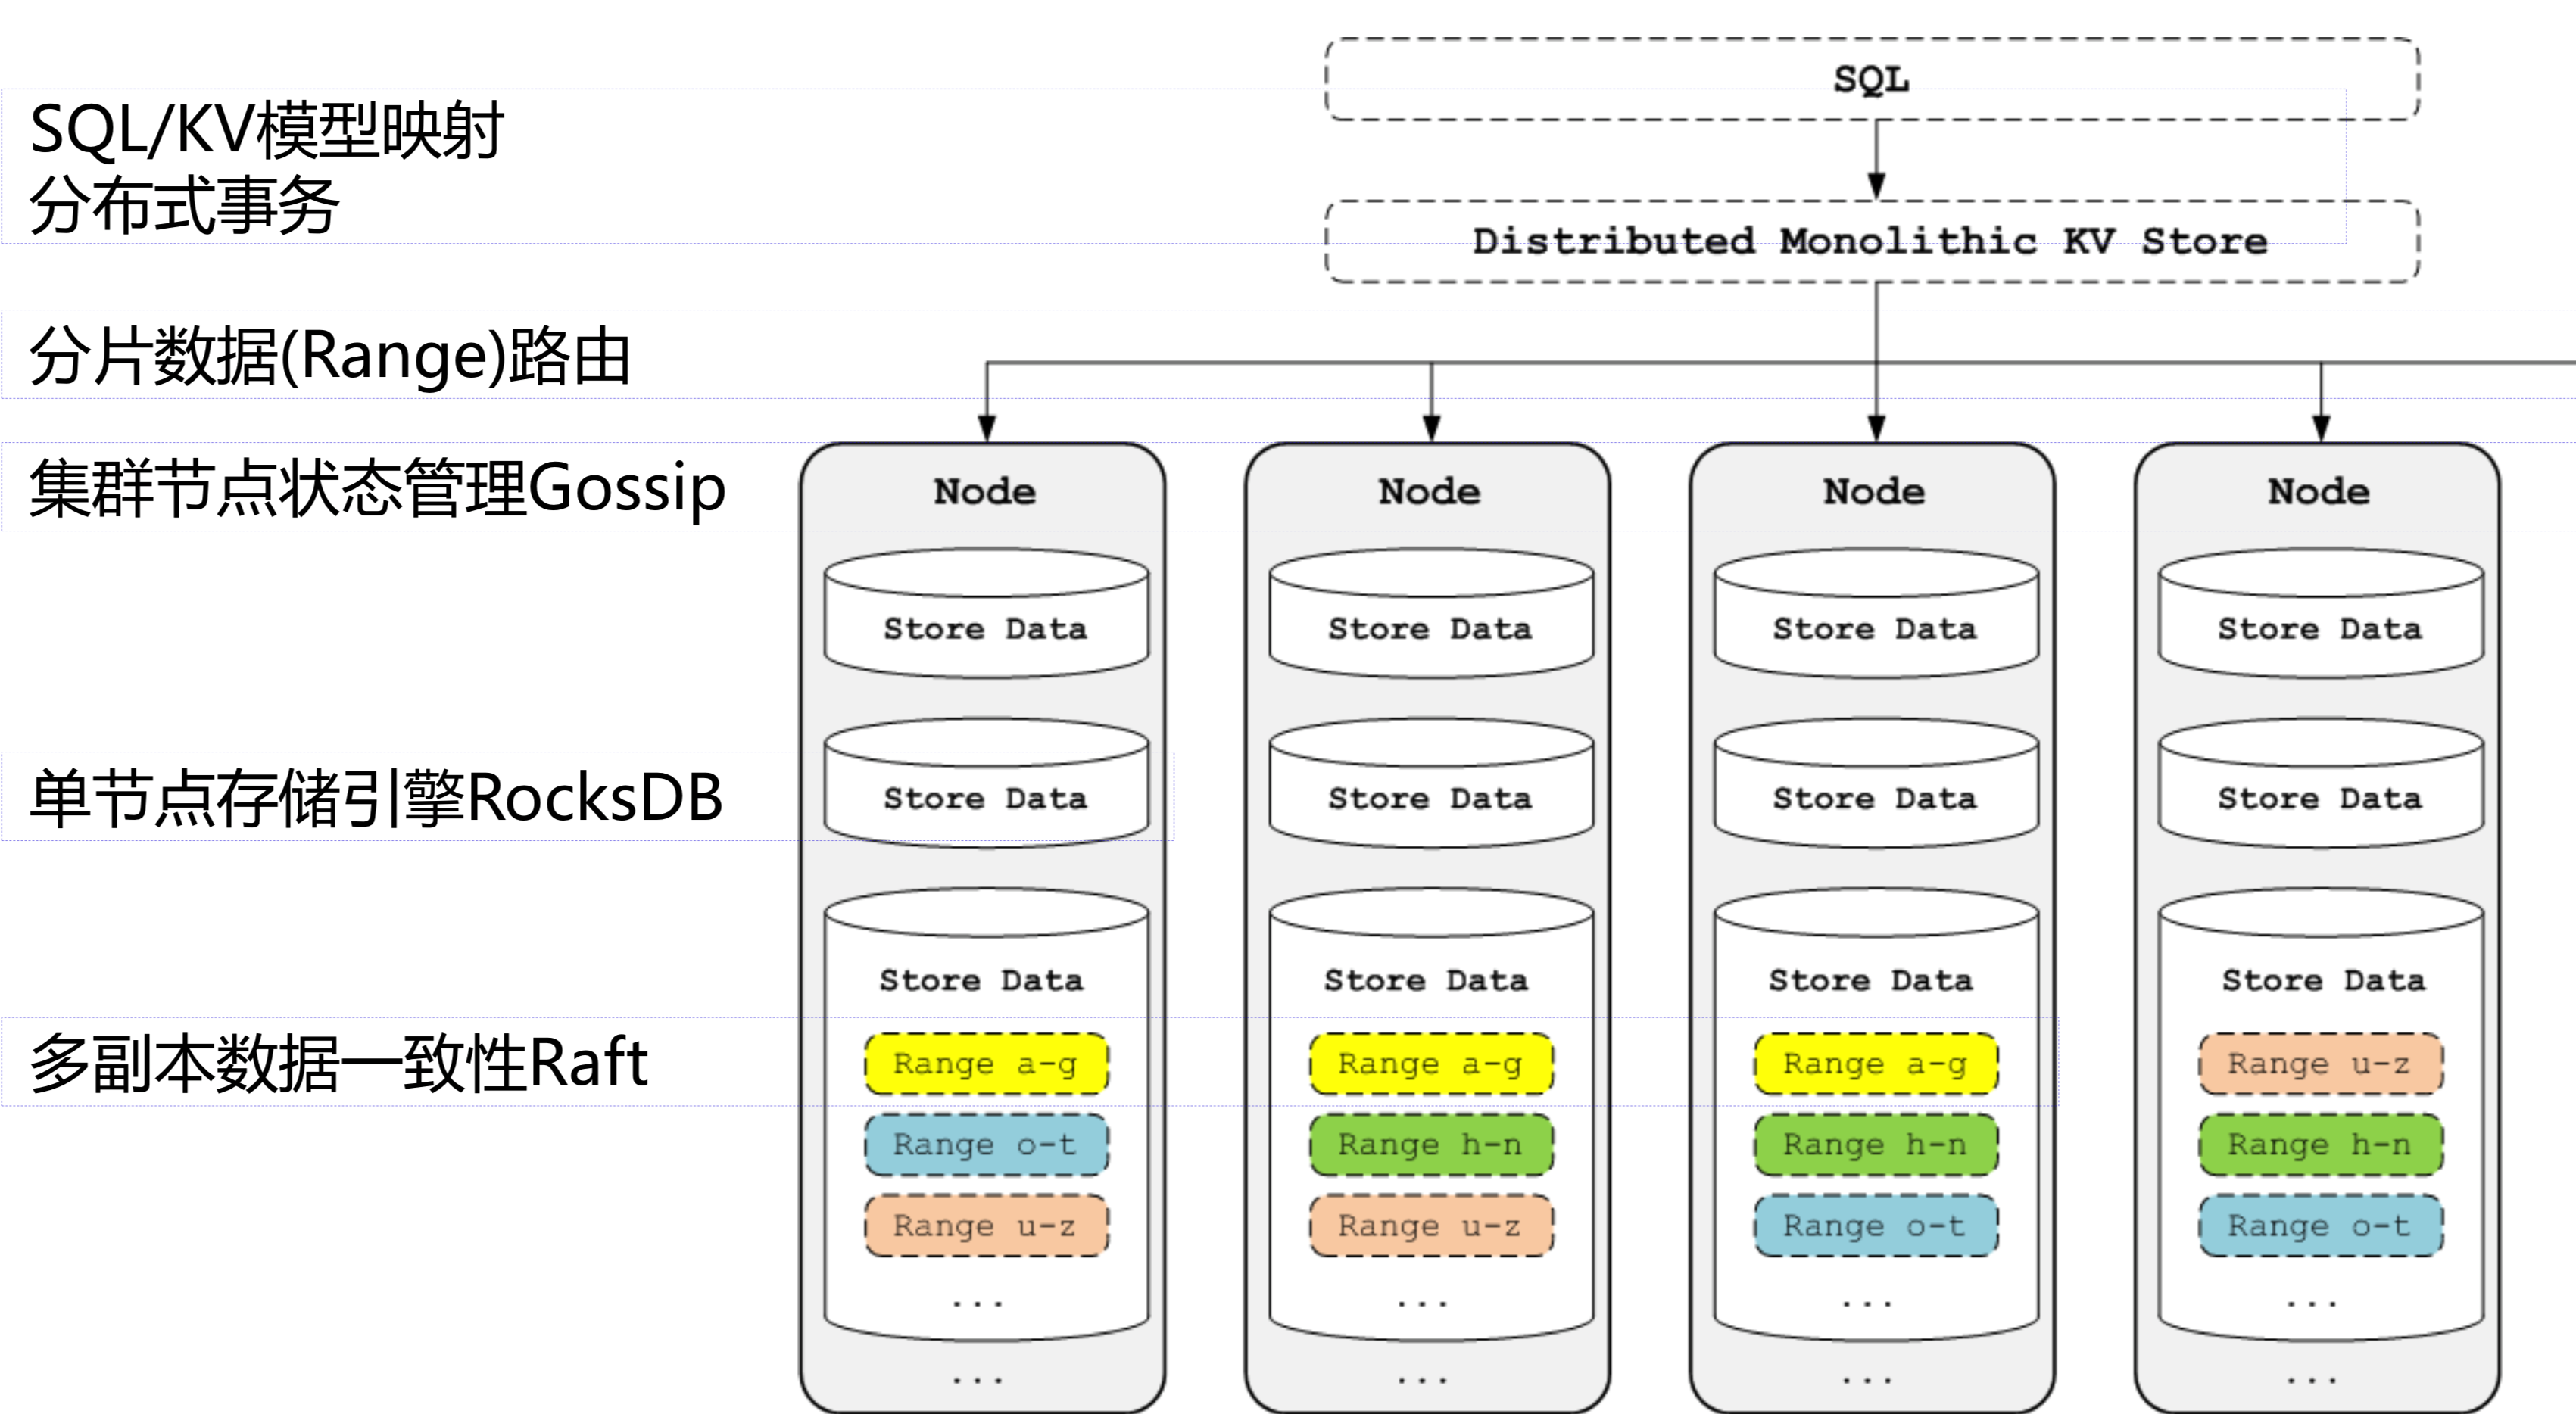 SQL
SQL/KV模型映射
分布式事务
Distributed Monolithic KV Store
分片数据(Range)路由
集群节点状态管理Gossip
Node Node Node Node
Store Data Store Data Store Data Store Data
单节点存储引擎RocksDB
Store Data Store Data Store Data Store Data
Store Data Store Data Store Data Store Data
多副本数据一致性Raft
Range a-g Range a-g Range a-g Range u-z
Range o-t Range h-n Range h-n Range h-n
Range u-z Range u-z Range o-t Range o-t
... ... ... ...
... ... ... ...